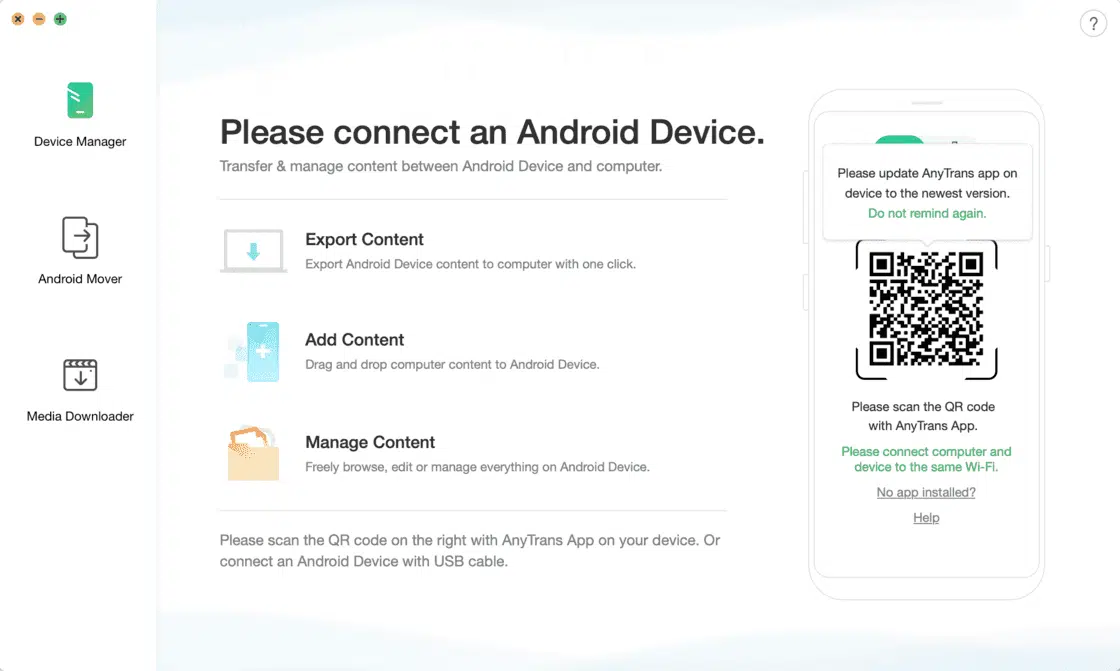 ?
Device Manager
Android Mover
Media Downloader
Please connect an Android Device.
Transfer & manage content between Android Device and computer.
Export Content
Export Android Device content to computer with one click.
Add Content
Drag and drop computer content to Android Device.
Manage Content
Freely browse, edit or manage everything on Android Device.
Please scan the QR code on the right with AnyTrans App on your device. Or
connect an Android Device with USB cable.
Please update AnyTrans app on
device to the newest version.
Do not remind again.
Please scan the QR code
with AnyTrans App.
Please connect computer and
device to the same Wi-Fi.
No app installed?
Help